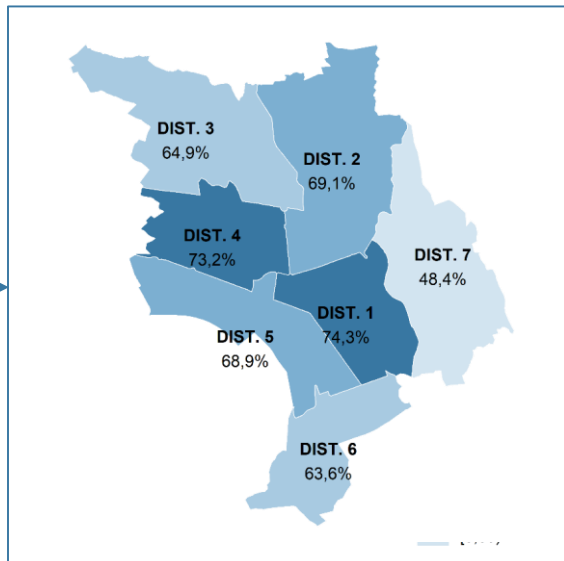 DIST. 3
64,9%
DIST. 2
69,1%
DIST. 4
73,2%
DIST. 7
48,4%
DIST. 1
74,3%
DIST. 5
68,9%
DIST. 6
63,6%